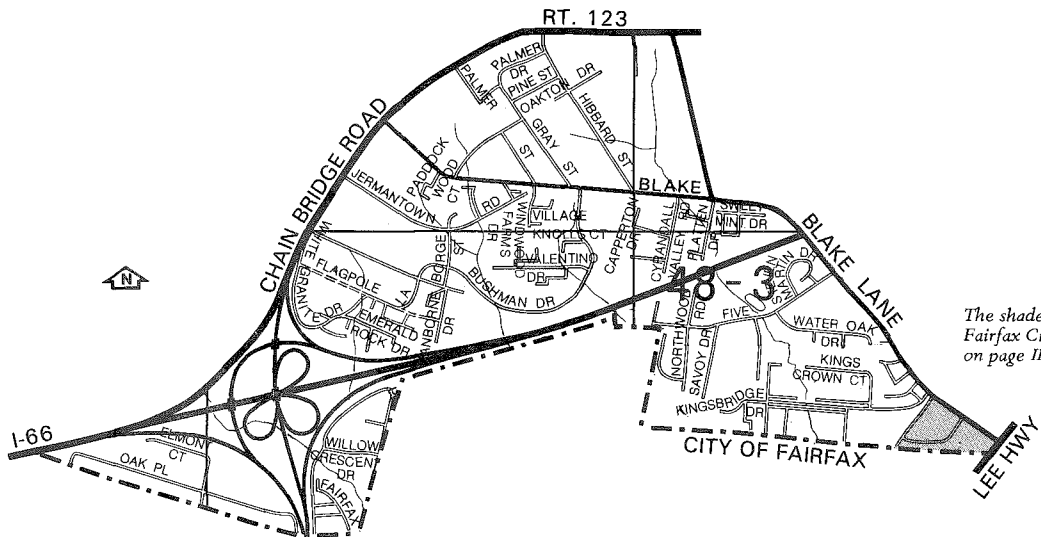 RT. 123
PALMER
PALMER
DR
PINE ST
OAKTON DR
HIBBARD ST
GRAY ST
ST
CHAIN BRIDGE ROAD
PADDOCK
WOOD
CT
JERMANTOWN
RD
BLAKE
BLAKE LANE
VILLAGE
KNOLLS CT
WINDWOOD
FARMS
DR
VALENTINO
DR
BUSHMAN DR
BORGE
ST
CAPPERTON
DR
CYRANDALL
VALLEY
RD
PLATTEN
DR
SWEET
MINT DR
N
WHITE GRANITE DR
FLAGPOLE
LA
EMERALD
ROCK DR
DR
48-3
MARTIN
DR
FIVE
NORTHWOOD
RD
SAVOY DR
WATER OAK
DR
KINGS
CROWN CT
KINGSBRIDGE
DR
The shade
Fairfax Ci
on page II
I-66
OAK PL
CT
WILLOW
CRESCENT
DR
FAIRFAX
CITY OF FAIRFAX
LEE HWY